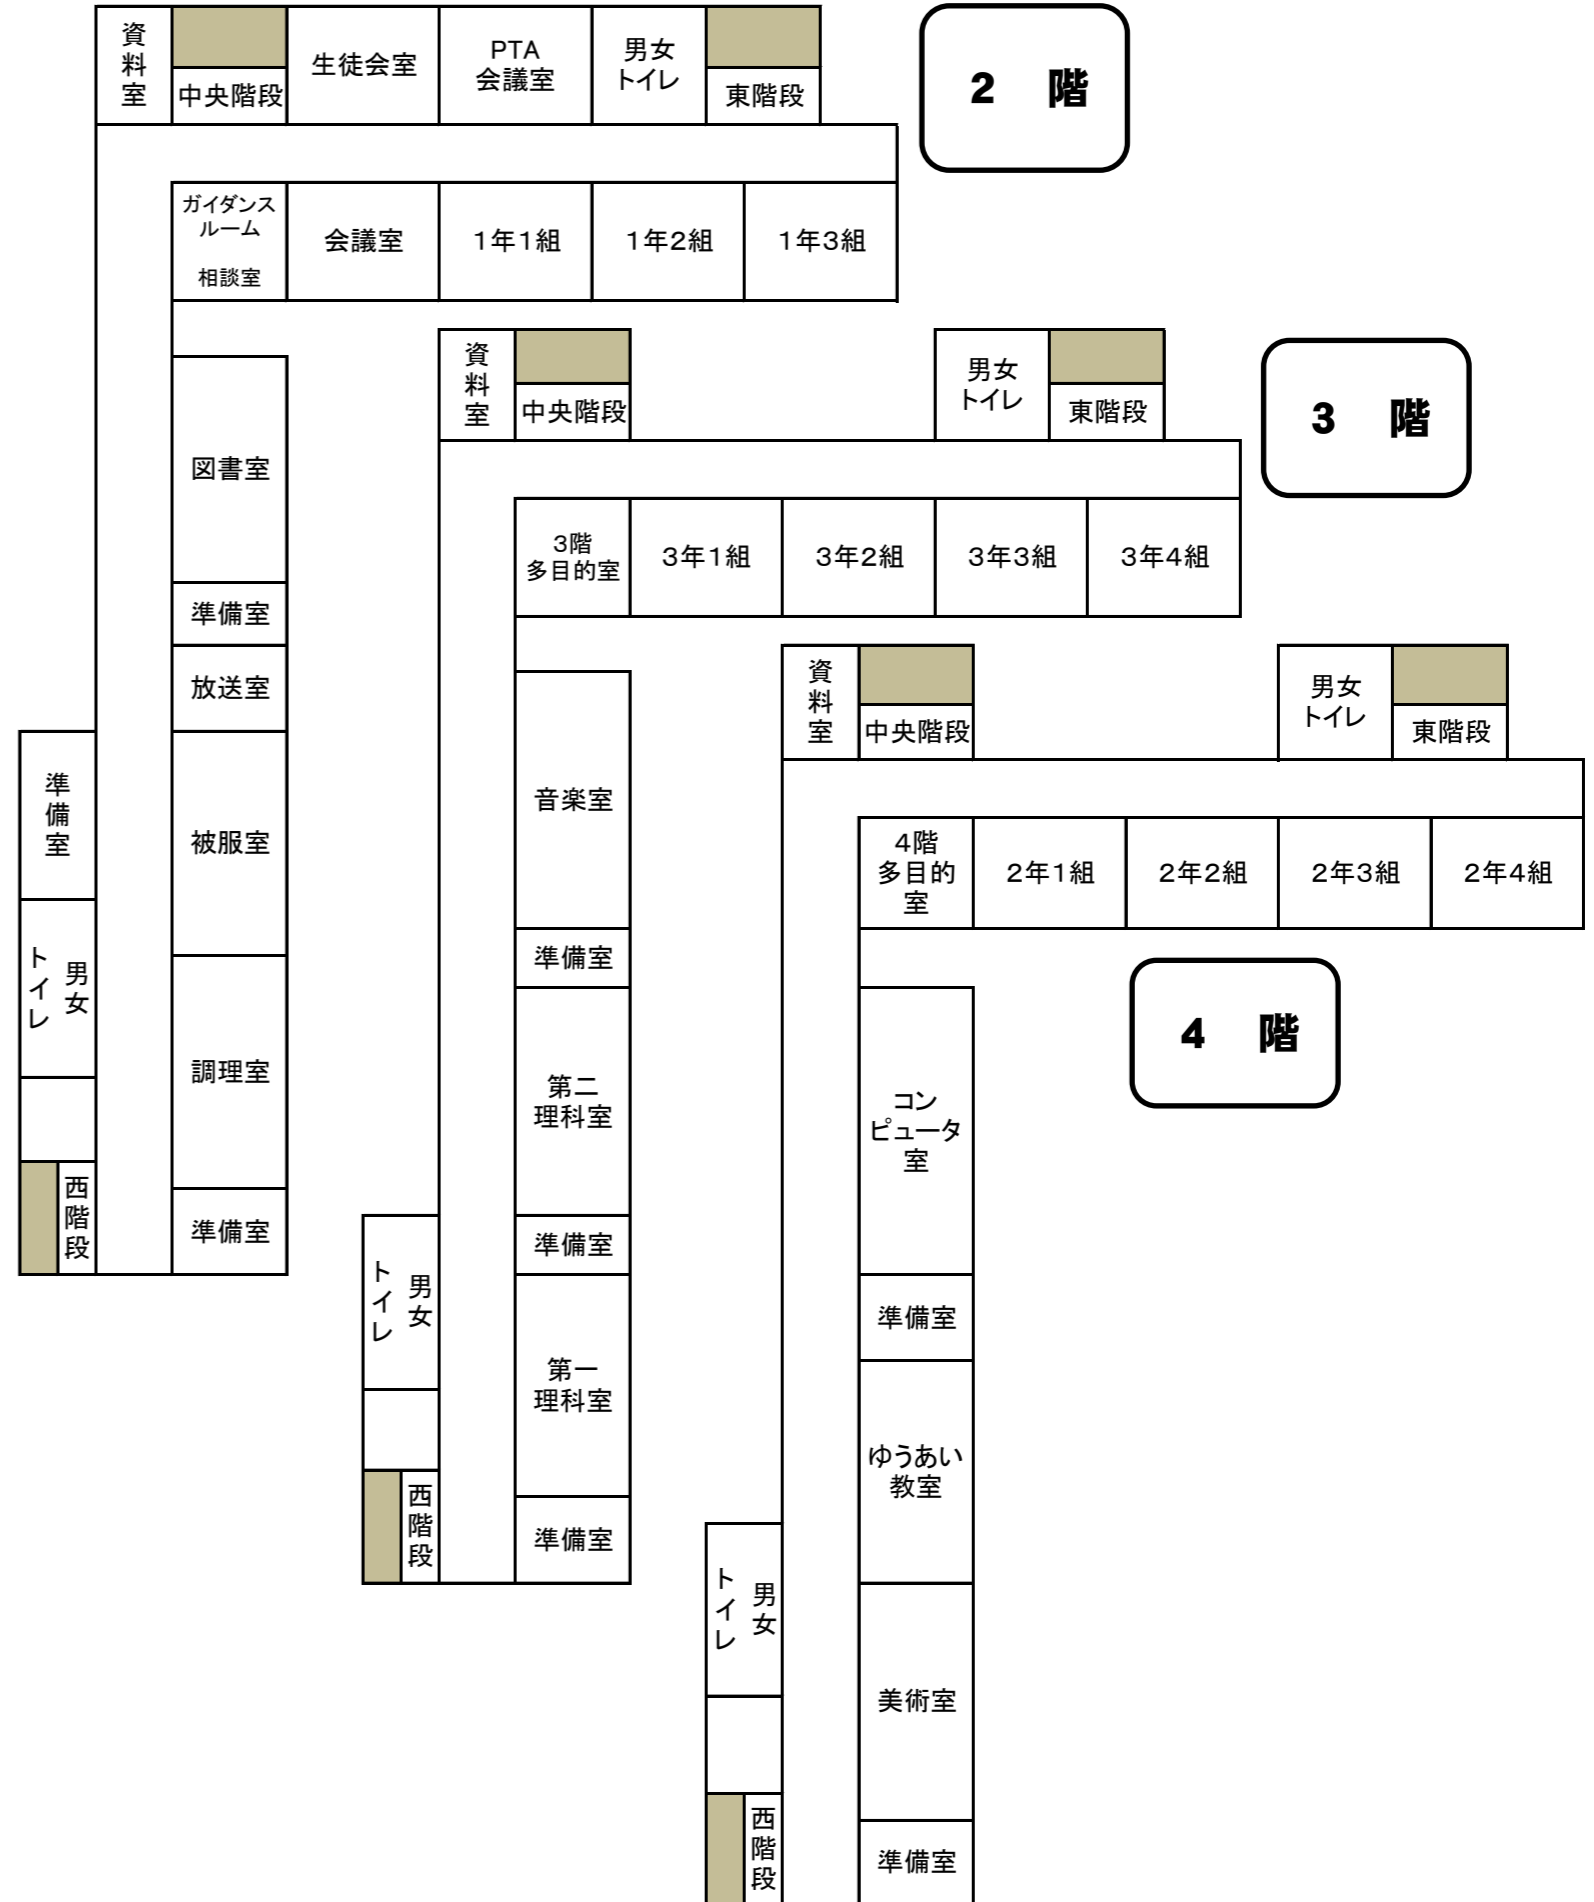 資料室
中央階段
生徒会室
PTA
会議室
男女
トイレ
東階段
2 階
ガイダンス
ルーム
相談室
会議室
1年1組
1年2組
1年3組
図書室
準備室
放送室
被服室
調理室
準備室
準備室
男女
トイレ
西階段
資料室
中央階段
男女
トイレ
東階段
3 階
3階
多目的室
3年1組
3年2組
3年3組
3年4組
音楽室
準備室
第二
理科室
準備室
第一
理科室
準備室
男女
トイレ
西階段
資料室
中央階段
男女
トイレ
東階段
4階
多目的
室
2年1組
2年2組
2年3組
2年4組
4 階
コン
ピュータ
室
準備室
ゆうあい
教室
美術室
準備室
男女
トイレ
西階段